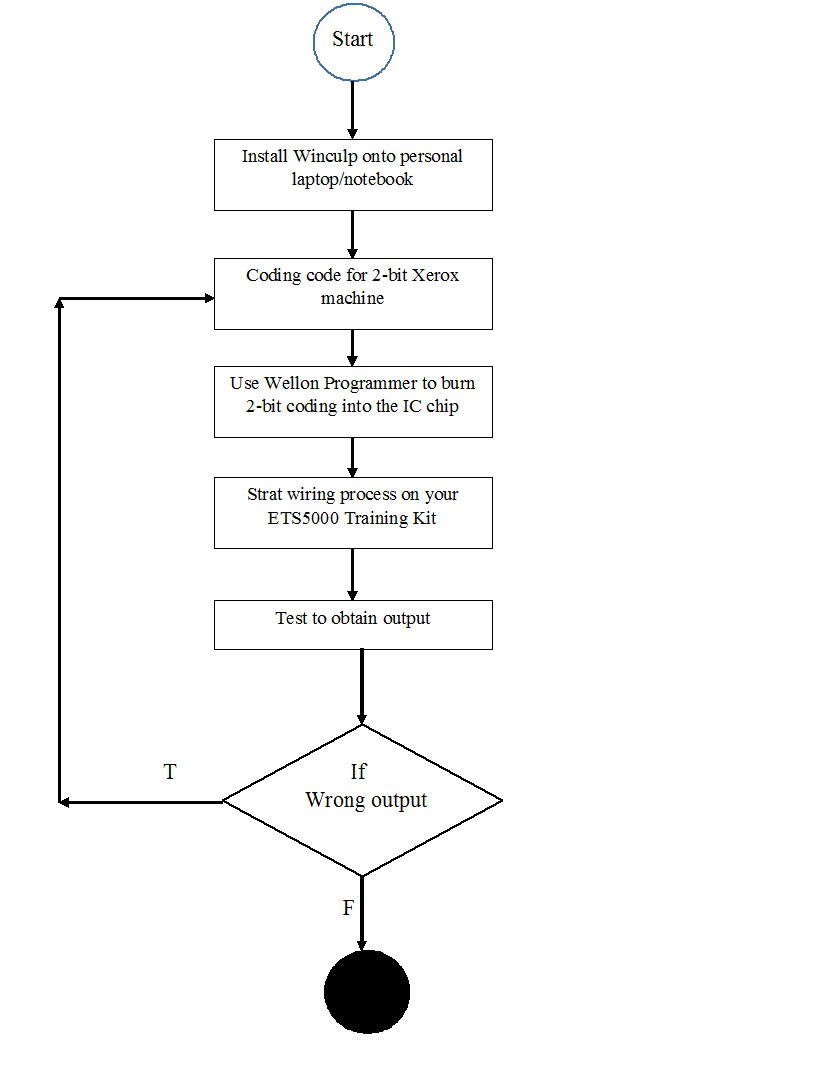 Start
Install Winculp onto personal
laptop/notebook
Coding code for 2-bit Xerox
machine
Use Wellon Programmer to burn
2-bit coding into the IC chip
Strat wiring process on your
ETS5000 Training Kit
Test to obtain output
T
If
Wrong output
F